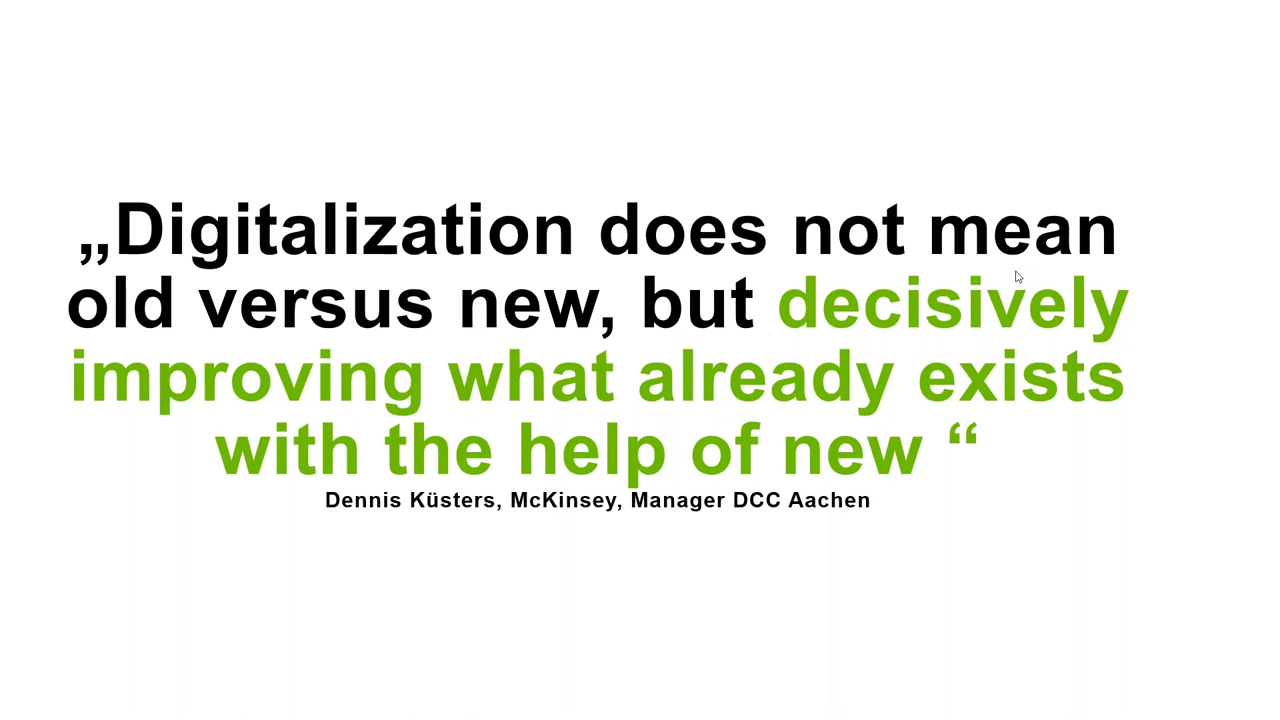 „Digitalization does not mean
old versus new, but decisively
improving what already exists
with the help of new “
Dennis Küsters, McKinsey, Manager DCC Aachen